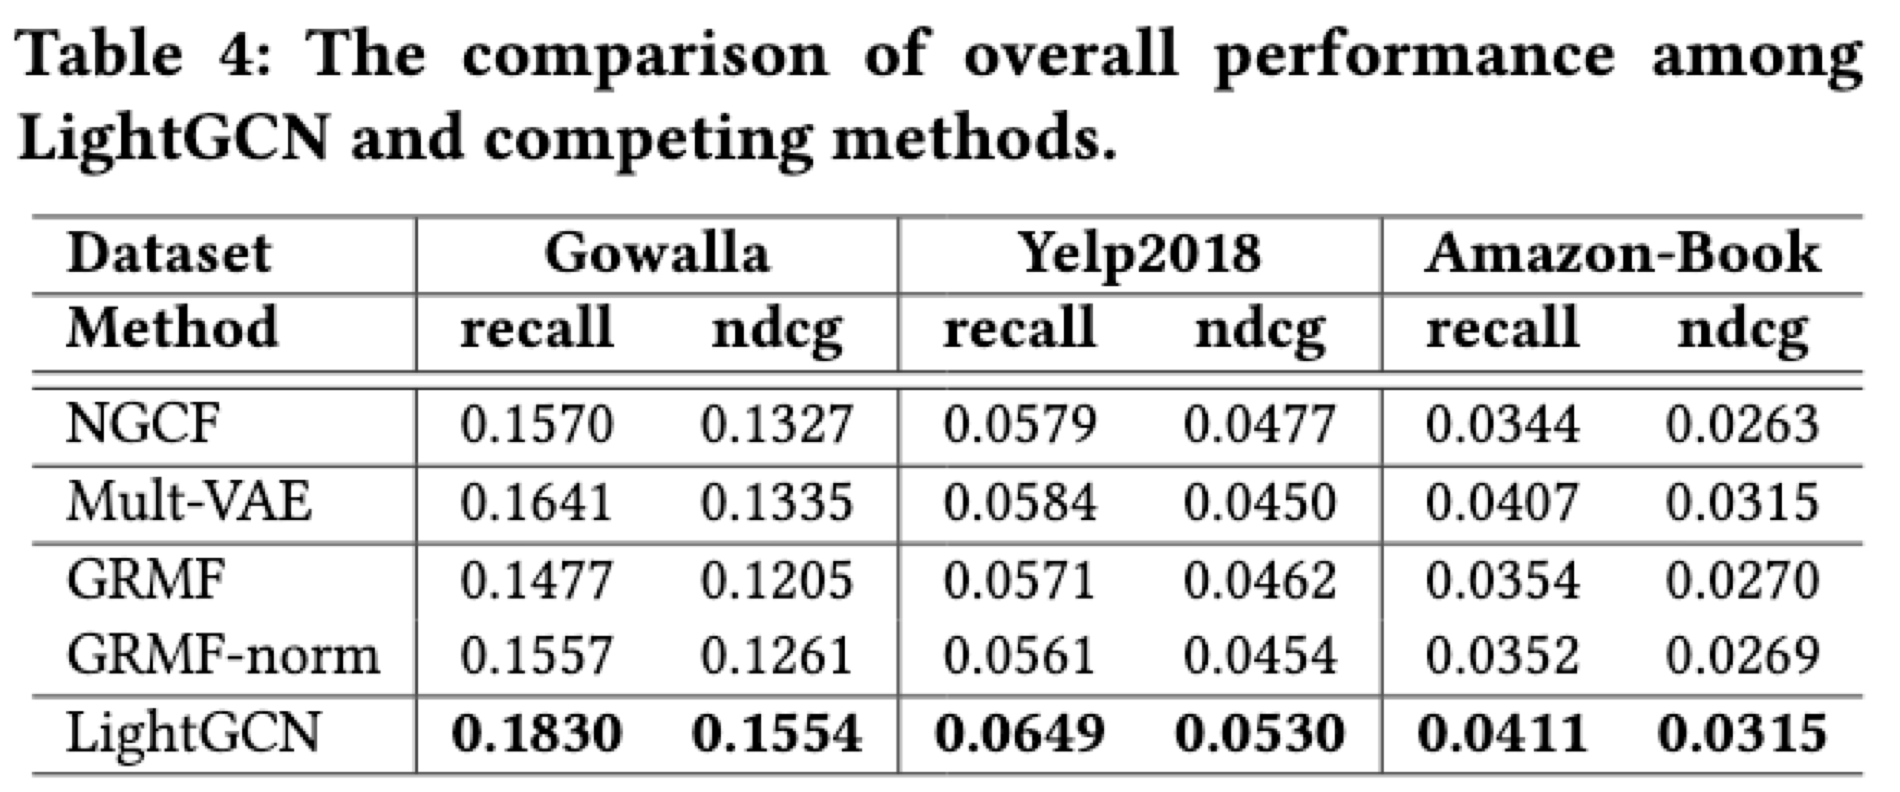 Table 4: The comparison of overall performance among
LightGCN and competing methods.
Dataset Gowalla Yelp2018 Amazon-Book
Method recall ndcg recall ndcg recall ndcg
NGCF 0.1570 0.1327 0.0579 0.0477 0.0344 0.0263
Mult-VAE 0.1641 0.1335 0.0584 0.0450 0.0407 0.0315
GRMF 0.1477 0.1205 0.0571 0.0462 0.0354 0.0270
GRMF-norm 0.1557 0.1261 0.0561 0.0454 0.0352 0.0269
LightGCN 0.1830 0.1554 0.0649 0.0530 0.0411 0.0315